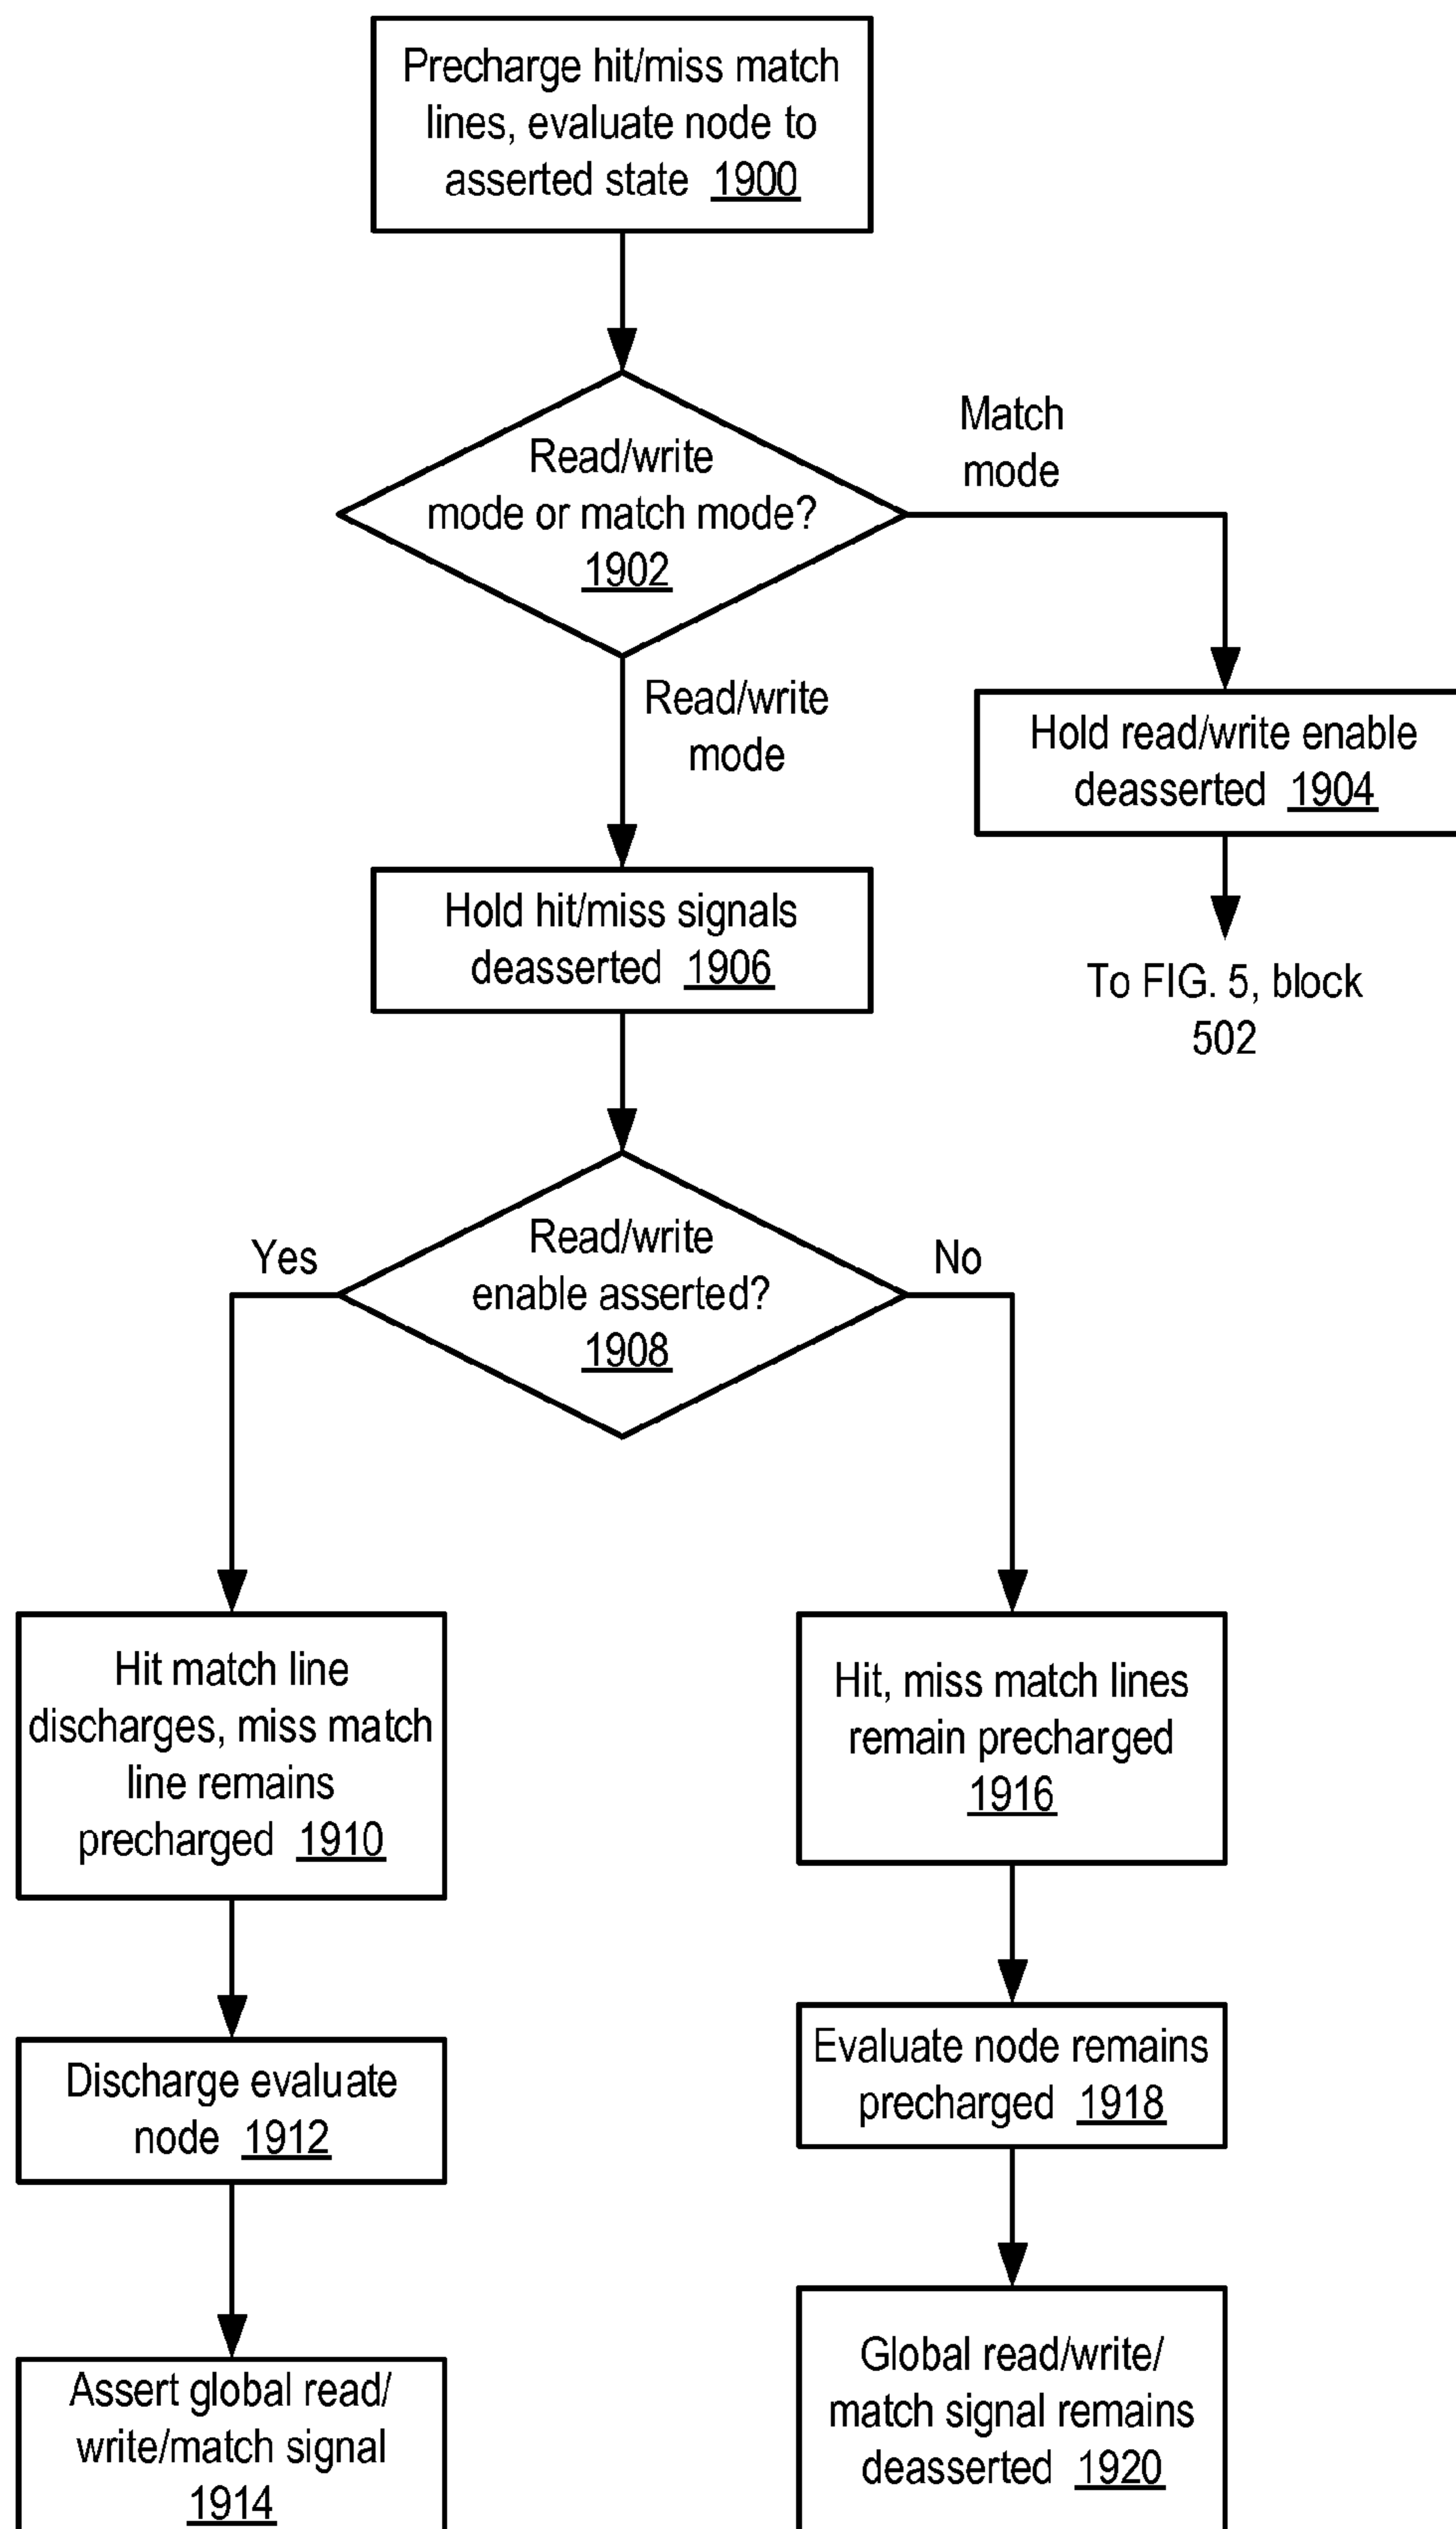 Precharge hit/miss match
lines, evaluate node to
asserted state 1900
Read/write
mode or match mode?
1902
Match
mode
Read/write
mode
Hold read/write enable
deasserted 1904
To FIG. 5, block
502
Hold hit/miss signals
deasserted 1906
Read/write
enable asserted?
1908
Yes
No
Hit match line
discharges, miss match
line remains
precharged 1910
Hit, miss match lines
remain precharged
1916
Discharge evaluate
node 1912
Evaluate node remains
precharged 1918
Assert global read/
write/match signal
1914
Global read/write/
match signal remains
deasserted 1920